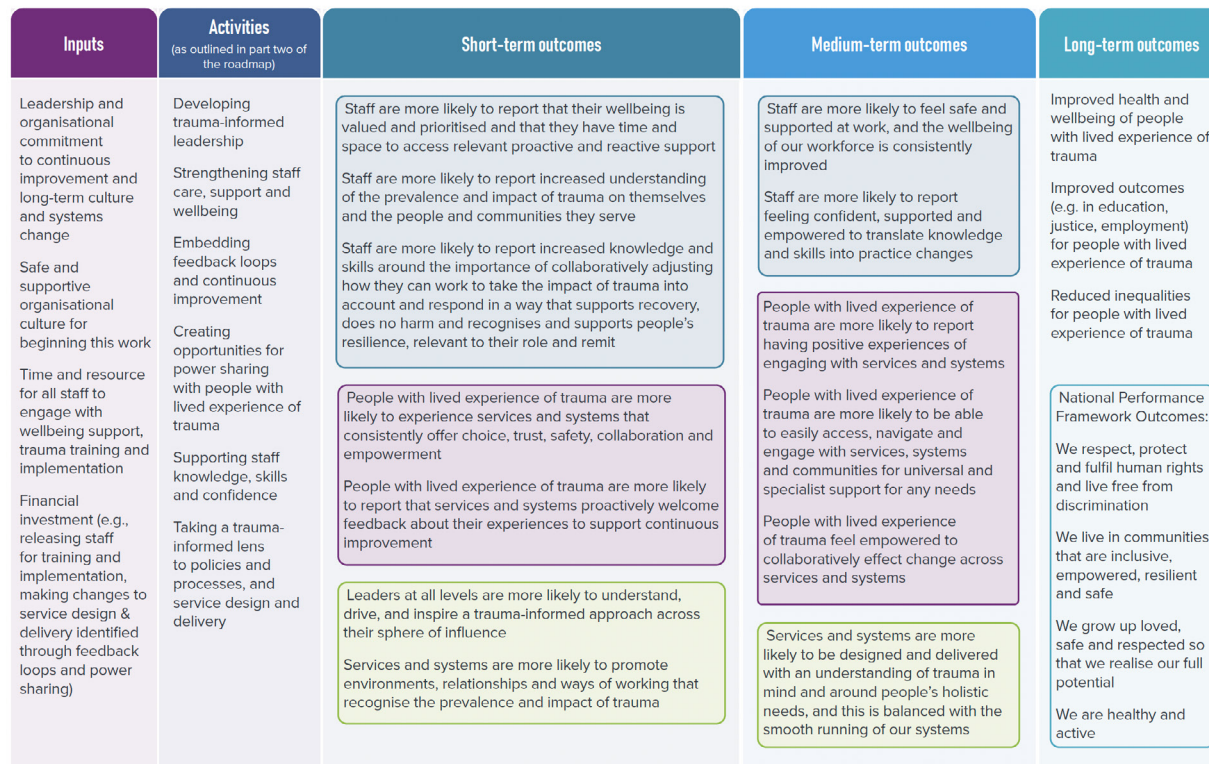 Inputs
Leadership and
organisational
commitment
to continuous
improvement and
long-term culture
and systems
change
Safe and
supportive
organisational
culture for
beginning this work
Time and resource
for all staff to
engage with
wellbeing support,
trauma training and
implementation
Financial
investment (e.g.,
releasing staff
for training and
implementation,
making changes to
service design &
delivery identified
through feedback
loops and power
sharing)
Activities
(as outlined in part two of
the roadmap)
Developing
trauma-informed
leadership
Strengthening staff
care, support and
wellbeing
Embedding
feedback loops
and continuous
improvement
Creating
opportunities for
power sharing
with people with
lived experience of
trauma
Supporting staff
knowledge, skills
and confidence
Taking a trauma-
informed lens
to policies and
processes, and
service design and
delivery
Short-term outcomes
Staff are more likely to report that their wellbeing is
valued and prioritised and that they have time and
space to access relevant proactive and reactive support
Staff are more likely to report increased understanding
of the prevalence and impact of trauma on themselves
and the people and communities they serve
Staff are more likely to report increased knowledge and
skills around the importance of collaboratively adjusting
how they can work to take the impact of trauma into
account and respond in a way that supports recovery,
does no harm and recognises and supports people's
resilience, relevant to their role and remit
People with lived experience of trauma are more
likely to experience services and systems that
consistently offer choice, trust, safety, collaboration and
empowerment
People with lived experience of trauma are more likely
to report that services and systems proactively welcome
feedback about their experiences to support continuous
improvement
Leaders at all levels are more likely to understand,
drive, and inspire a trauma-informed approach across
their sphere of influence
Services and systems are more likely to promote
environments, relationships and ways of working that
recognise the prevalence and impact of trauma
Medium-term outcomes
Staff are more likely to feel safe and
supported at work, and the wellbeing
of our workforce is consistently
improved
Staff are more likely to report
feeling confident, supported and
empowered to translate knowledge
and skills into practice changes
People with lived experience of
trauma are more likely to report
having positive experiences of
engaging with services and systems
People with lived experience of
trauma are more likely to be able
to easily access, navigate and
engage with services, systems
and communities for universal and
specialist support for any needs
People with lived experience
of trauma feel empowered to
collaboratively effect change across
services and systems
Services and systems are more
likely to be designed and delivered
with an understanding of trauma in
mind and around people's holistic
needs, and this is balanced with the
smooth running of our systems
Long-term outcomes
Improved health and
wellbeing of people
with lived experience of
trauma
Improved outcomes
(e.g. in education,
justice, employment)
for people with lived
experience of trauma
Reduced inequalities
for people with lived
experience of trauma
National Performance
Framework Outcomes:
We respect, protect
and fulfil human rights
and live free from
discrimination
We live in communities
that are inclusive,
empowered, resilient
and safe
We grow up loved,
safe and respected so
that we realise our full
potential
We are healthy and
active